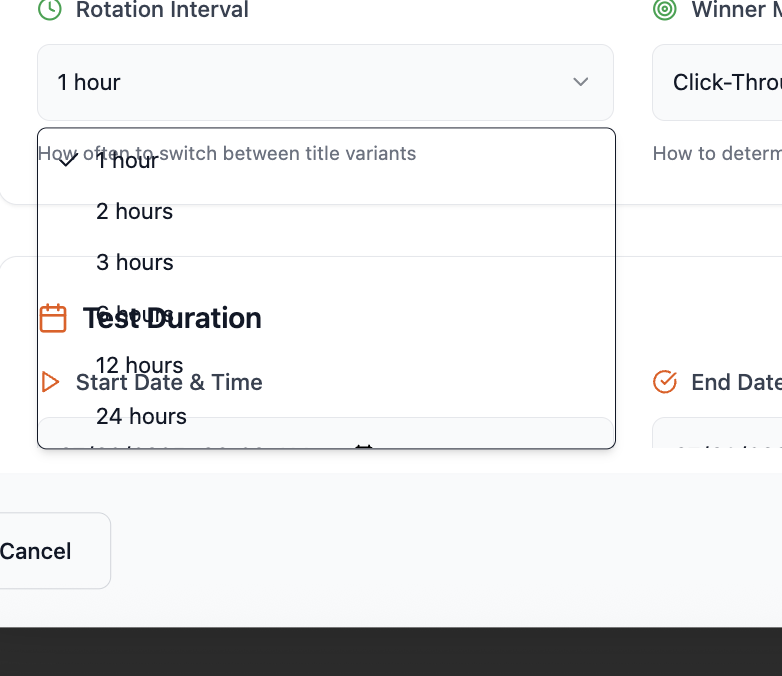 Rotation Interval
Winner
1 hour
Click-Throu
How often to switch between title variants
How to determ
1 hour
2 hours
3 hours
6 hours
Test Duration
12 hours
Start Date & Time
End Date
24 hours
Cancel